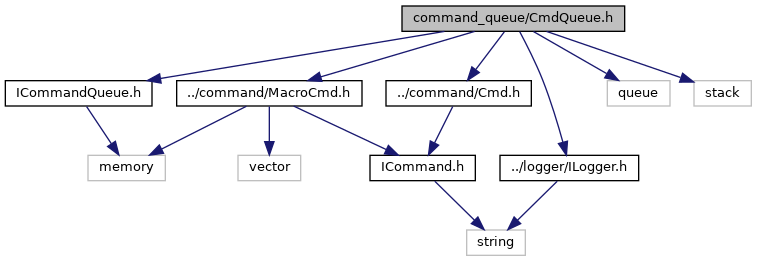 command_queue/CmdQueue.h
ICommandQueue.h
../command/MacroCmd.h
../command/Cmd.h
queue
stack
memory
vector
ICommand.h
../logger/ILogger.h
string